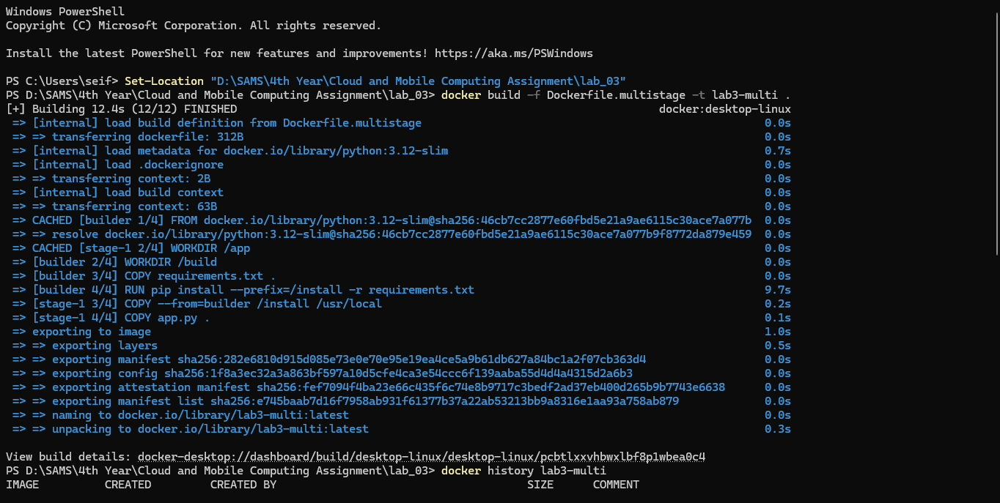 Windows PowerShell
Copyright (C) Microsoft Corporation. All rights reserved.
Install the latest PowerShell for new features and improvements! https://aka.ms/PSWindows
PS C:\Users\seif> Set-Location "D:\SAMS\4th Year\Cloud and Mobile Computing Assignment\lab_03"
PS D:\SAMS\4th Year\Cloud and Mobile Computing Assignment\lab_03> docker build -f Dockerfile.multistage -t lab3-multi .
[+] Building 12.4s (12/12) FINISHED docker:desktop-linux
=> [internal] load build definition from Dockerfile.multistage 0.0s
=> => transferring dockerfile: 312B 0.0s
=> [internal] load metadata for docker.io/library/python:3.12-slim 0.7s
=> [internal] load .dockerignore 0.0s
=> => transferring context: 2B 0.0s
=> [internal] load build context 0.0s
=> => transferring context: 63B 0.0s
=> CACHED [builder 1/4] FROM docker.io/library/python:3.12-slim@sha256:46cb7cc2877e60fbd5e21a9ae6115c30ace7a077b 0.0s
=> => resolve docker.io/library/python:3.12-slim@sha256:46cb7cc2877e60fbd5e21a9ae6115c30ace7a077b9f8772da879e459 0.0s
=> CACHED [stage-1 2/4] WORKDIR /app 0.0s
=> [builder 2/4] WORKDIR /build 0.0s
=> [builder 3/4] COPY requirements.txt . 0.0s
=> [builder 4/4] RUN pip install --prefix=/install -r requirements.txt 9.7s
=> [stage-1 3/4] COPY --from=builder /install /usr/local 0.2s
=> [stage-1 4/4] COPY app.py . 0.1s
=> exporting to image 1.0s
=> => exporting layers 0.5s
=> => exporting manifest sha256:282e6810d915d085e73e0e70e95e19ea4ce5a9b61db627a84bc1a2f07cb363d4 0.0s
=> => exporting config sha256:1f8a3ec32a3a863bf597a10d5cfe4ca3e54ccc6f139aaba55d4d4a4315d2a6b3 0.0s
=> => exporting attestation manifest sha256:fef7094f4ba23e66c435f6c74e8b9717c3bedf2ad37eb400d265b9b7743e6638 0.0s
=> => exporting manifest list sha256:e745baab7d16f7958ab931f61377b37a22ab53213bb9a8316e1aa93a758ab879 0.0s
=> => naming to docker.io/library/lab3-multi:latest 0.0s
=> => unpacking to docker.io/library/lab3-multi:latest 0.3s
View build details: docker-desktop://dashboard/build/desktop-linux/desktop-linux/pcbtlxxvhbwxlbf8p1wbea0c4
PS D:\SAMS\4th Year\Cloud and Mobile Computing Assignment\lab_03> docker history lab3-multi
IMAGE CREATED CREATED BY SIZE COMMENT